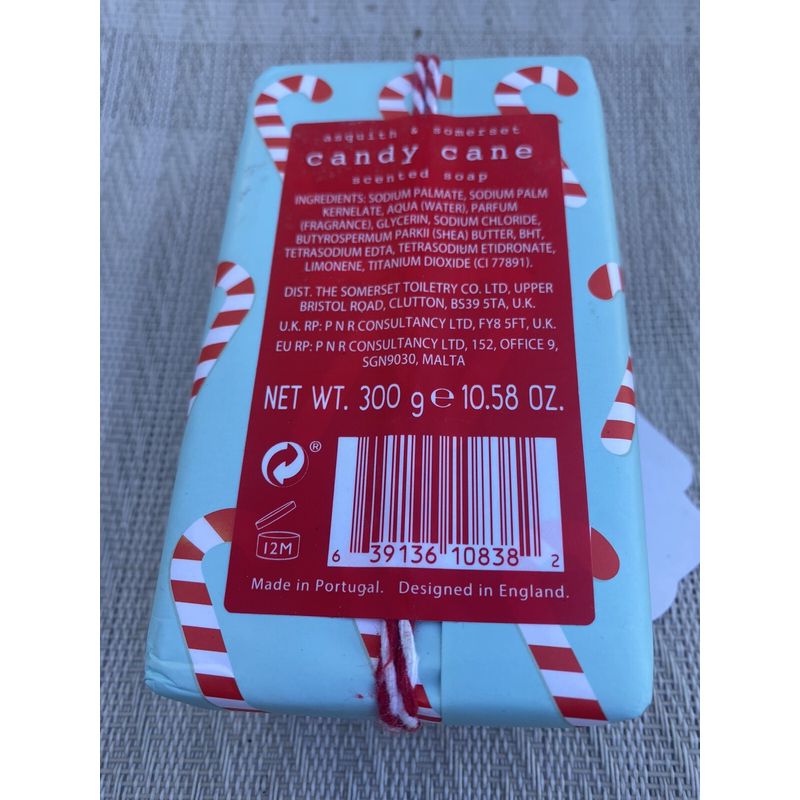 asquith & somerset
candy cane
scented soap
INGREDIENTS: SODIUM PALMATE, SODIUM PALM
KERNELATE, AQUA (WATER), PARFUM
(FRAGRANCE), GLYCERIN, SODIUM CHLORIDE,
BUTYROSPERMUM PARKII (SHEA) BUTTER, BHT,
TETRASODIUM EDTA, TETRASODIUM ETIDRONATE,
LIMONENE, TITANIUM DIOXIDE (CI 77891).
DIST. THE SOMERSET TOILETRY CO. LTD, UPPER
BRISTOL ROAD, CLUTTON, BS39 5TA, U.K.
U.K. RP: P N R CONSULTANCY LTD, FY8 5FT, U.K.
EU RP: P N R CONSULTANCY LTD, 152, OFFICE 9,
SGN9030, MALTA
NET WT. 300 g ℮ 10.58 OZ.
®
12M
6 39136 10838 2
Made in Portugal. Designed in England.